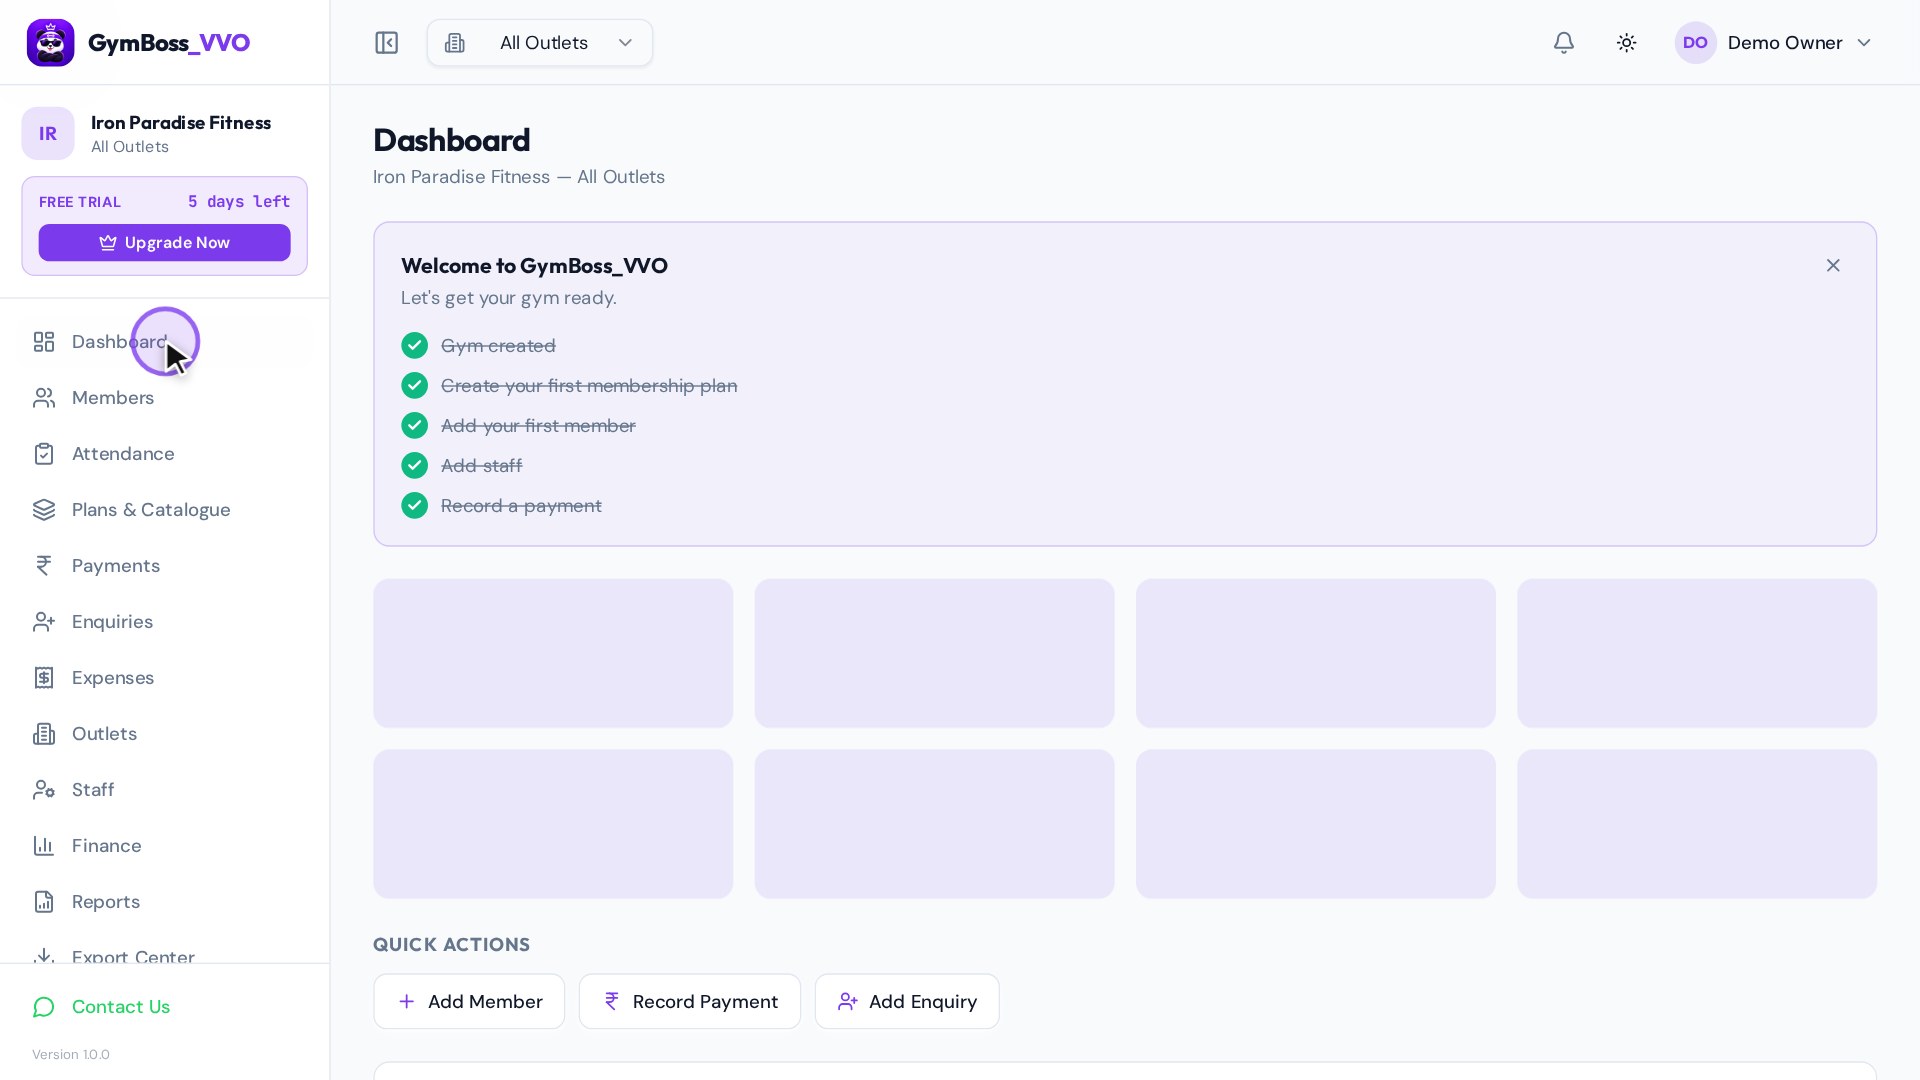 GymBoss_VVO
All Outlets
DO
Demo Owner
IR
Iron Paradise Fitness
All Outlets
FREE TRIAL
5 days left
Upgrade Now
Dashboard
Members
Attendance
Plans & Catalogue
Payments
Enquiries
Expenses
Outlets
Staff
Finance
Reports
Export Center
Contact Us
Version 1.0.0
Dashboard
Iron Paradise Fitness — All Outlets
Welcome to GymBoss_VVO
Let's get your gym ready.
Gym created
Create your first membership plan
Add your first member
Add staff
Record a payment
QUICK ACTIONS
Add Member
Record Payment
Add Enquiry